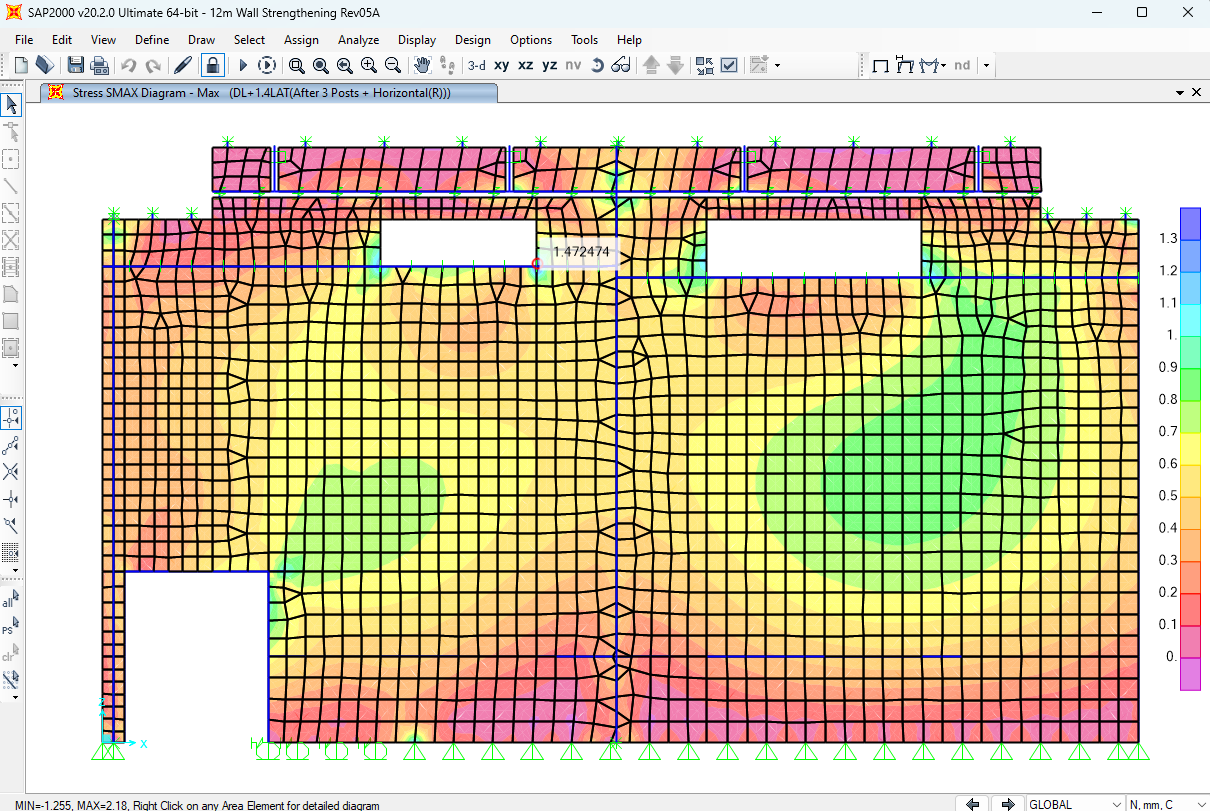 SAP2000 v20.2.0 Ultimate 64-bit - 12m Wall Strengthening Rev05A
File Edit View Define Draw Select Assign Analyze Display Design Options Tools Help
3-d xy xz yz nv nd
Stress SMAX Diagram - Max (DL+1.4LAT(After 3 Posts + Horizontal(R)))
1.472474
1.3
1.2
1.1
1.
0.9
0.8
0.7
0.6
0.5
0.4
0.3
0.2
0.1
0.
all
PS
clr
Z
X
MIN=-1.255, MAX=2.18, Right Click on any Area Element for detailed diagram
GLOBAL
N, mm, C